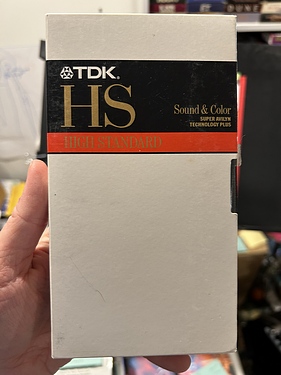 TDK®
HS
Sound & Color
SUPER AVILYN
TECHNOLOGY PLUS
HIGH STANDARD